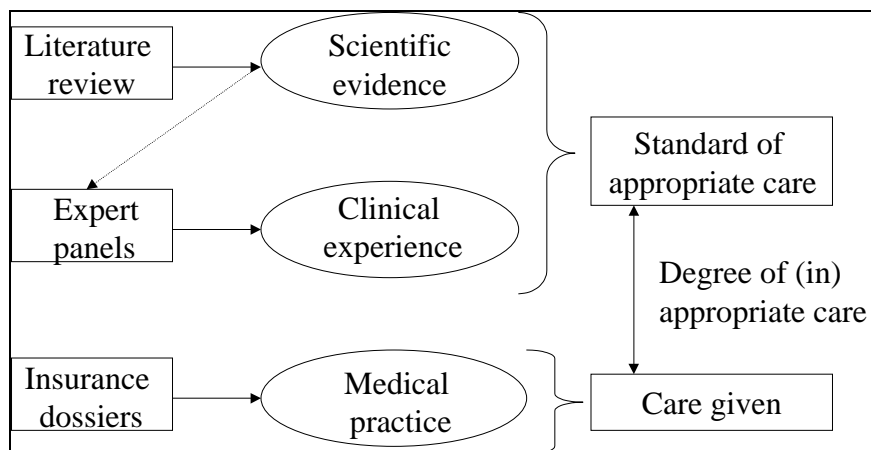 Literature
review
Scientific
evidence
Standard of
appropriate care
Expert
panels
Clinical
experience
Degree of (in)
appropriate care
Insurance
dossiers
Medical
practice
Care given